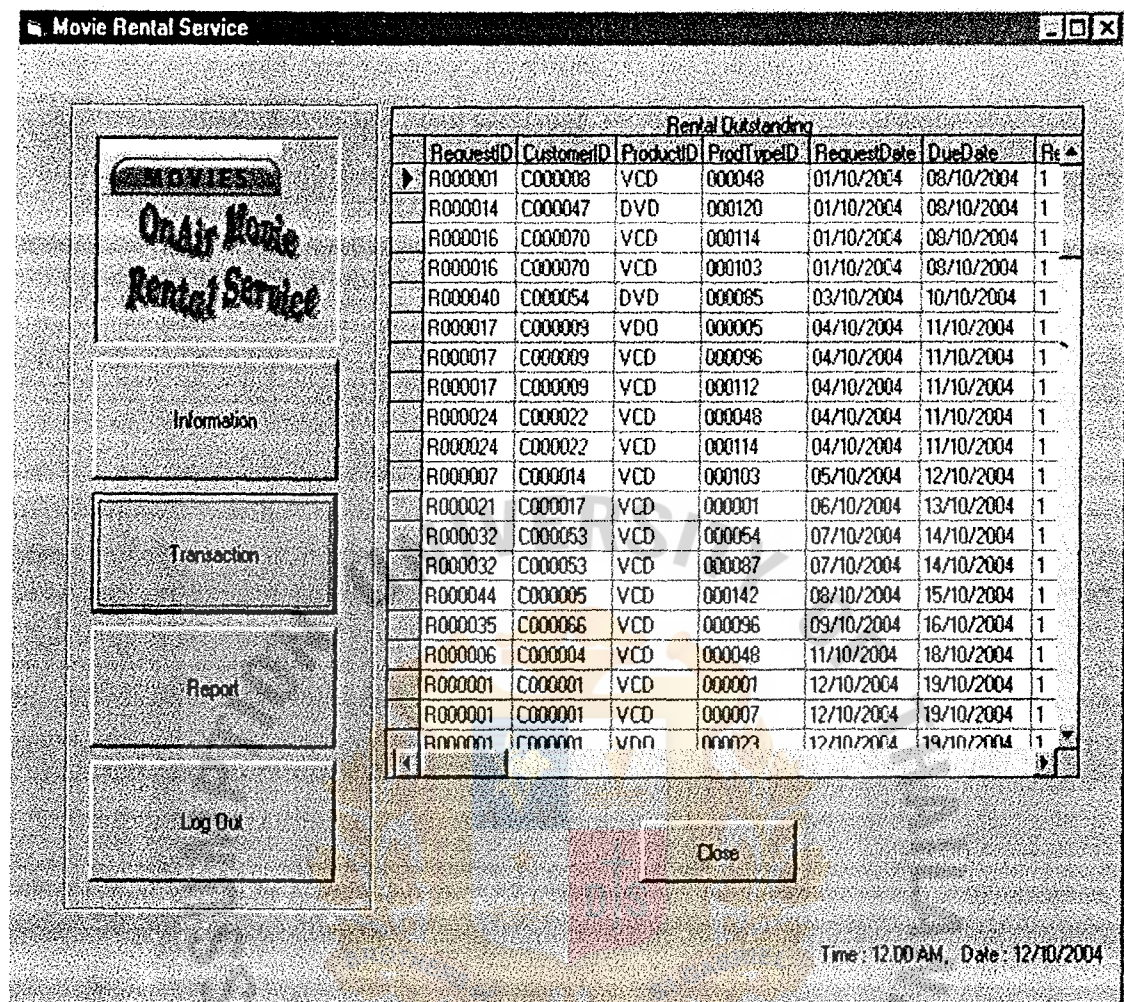 Movie Rental Service
MOVIES
OnAir Movie
Rental Service
Information
Transaction
Report
Log Out
Rental Outstanding
RequestID CustomerID ProductID ProdTypeID RequestDate DueDate Re
R000001 C000008 VCD 000048 01/10/2004 08/10/2004 1
R000014 C000047 DVD 000120 01/10/2004 08/10/2004 1
R000016 C000070 VCD 000114 01/10/2004 08/10/2004 1
R000016 C000070 VCD 000103 01/10/2004 08/10/2004 1
R000040 C000054 DVD 000085 03/10/2004 10/10/2004 1
R000017 C000009 VDO 000005 04/10/2004 11/10/2004 1
R000017 C000009 VCD 000096 04/10/2004 11/10/2004 1
R000017 C000009 VCD 000112 04/10/2004 11/10/2004 1
R000024 C000022 VCD 000048 04/10/2004 11/10/2004 1
R000024 C000022 VCD 000114 04/10/2004 11/10/2004 1
R000007 C000014 VCD 000103 05/10/2004 12/10/2004 1
R000021 C000017 VCD 000001 06/10/2004 13/10/2004 1
R000032 C000053 VCD 000054 07/10/2004 14/10/2004 1
R000032 C000053 VCD 000087 07/10/2004 14/10/2004 1
R000044 C000005 VCD 000142 08/10/2004 15/10/2004 1
R000035 C000066 VCD 000096 09/10/2004 16/10/2004 1
R000006 C000004 VCD 000048 11/10/2004 18/10/2004 1
R000001 C000001 VCD 000001 12/10/2004 19/10/2004 1
R000001 C000001 VCD 000007 12/10/2004 19/10/2004 1
R000001 C000001 VDO 000023 12/10/2004 19/10/2004 1
Close
Time : 12.00 AM, Date : 12/10/2004